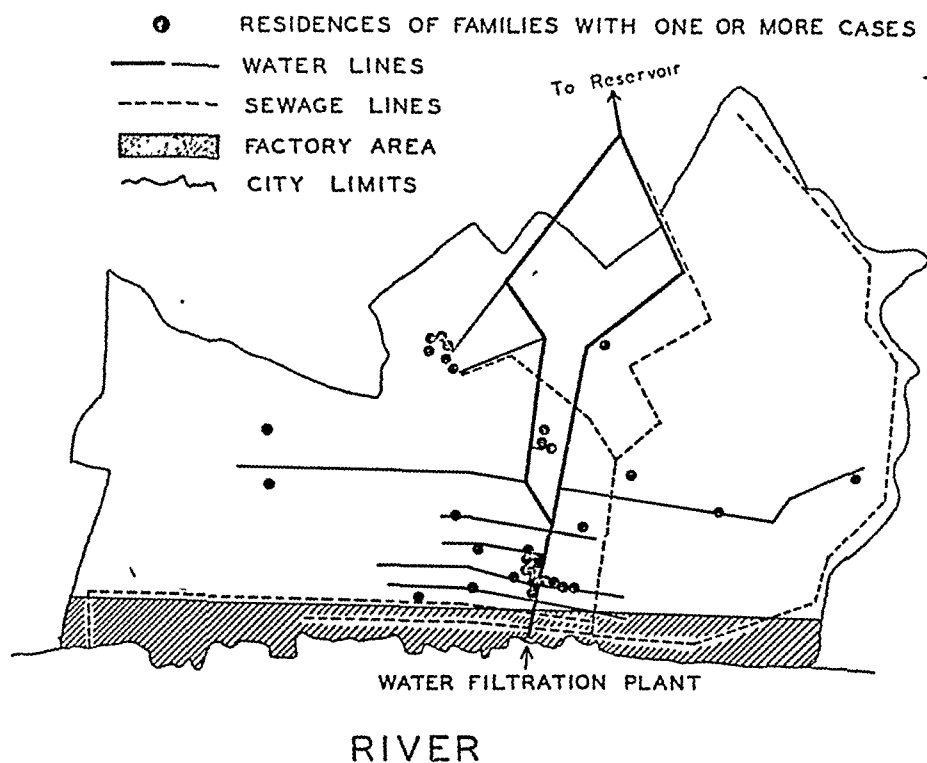 RESIDENCES OF FAMILIES WITH ONE OR MORE CASES
WATER LINES
SEWAGE LINES
FACTORY AREA
CITY LIMITS
To Reservoir
WATER FILTRATION PLANT
RIVER